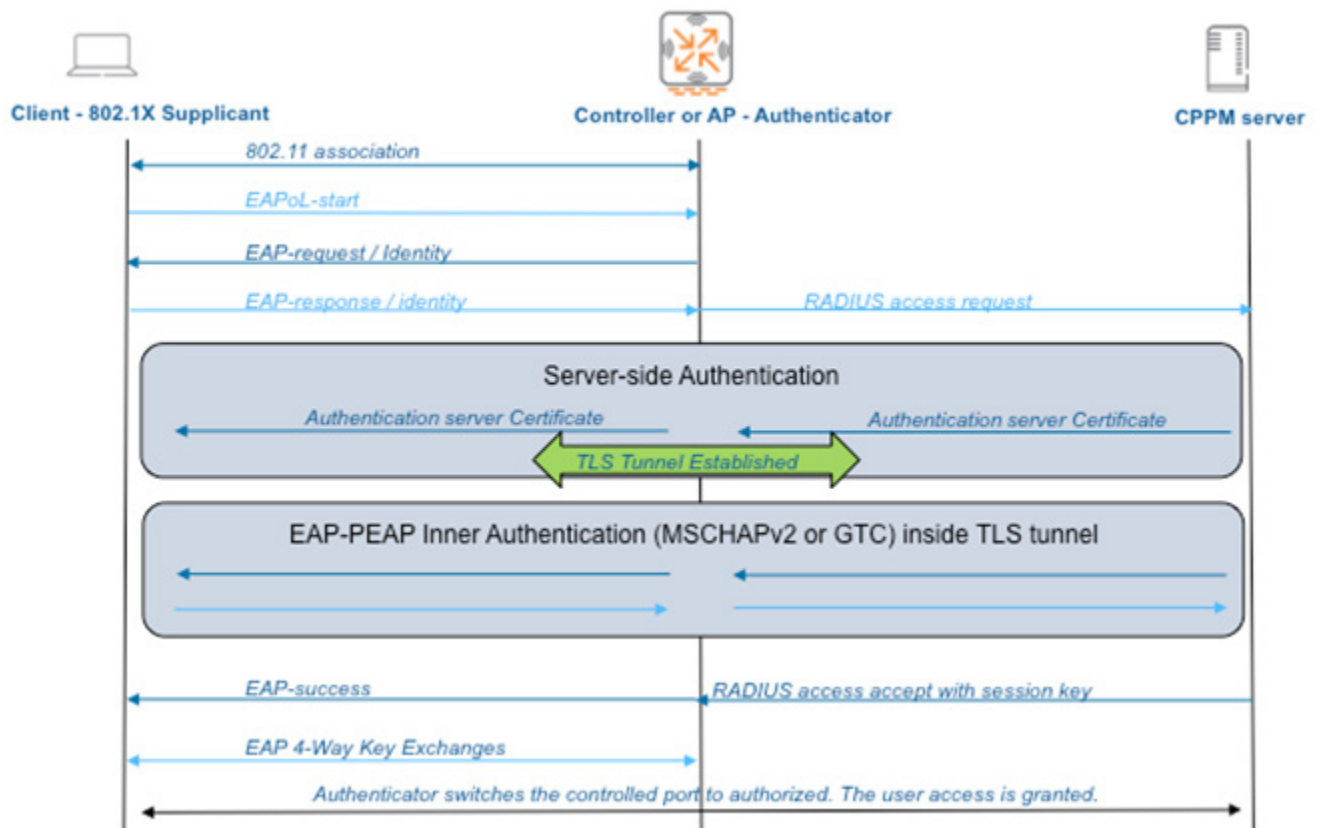 Client - 802.1X Supplicant
Controller or AP - Authenticator
CPPM server
802.11 association
EAPoL-start
EAP-request / Identity
EAP-response / identity
RADIUS access request
Server-side Authentication
Authentication server Certificate
Authentication server Certificate
TLS Tunnel Established
EAP-PEAP Inner Authentication (MSCHAPv2 or GTC) inside TLS tunnel
EAP-success
RADIUS access accept with session key
EAP 4-Way Key Exchanges
Authenticator switches the controlled port to authorized. The user access is granted.